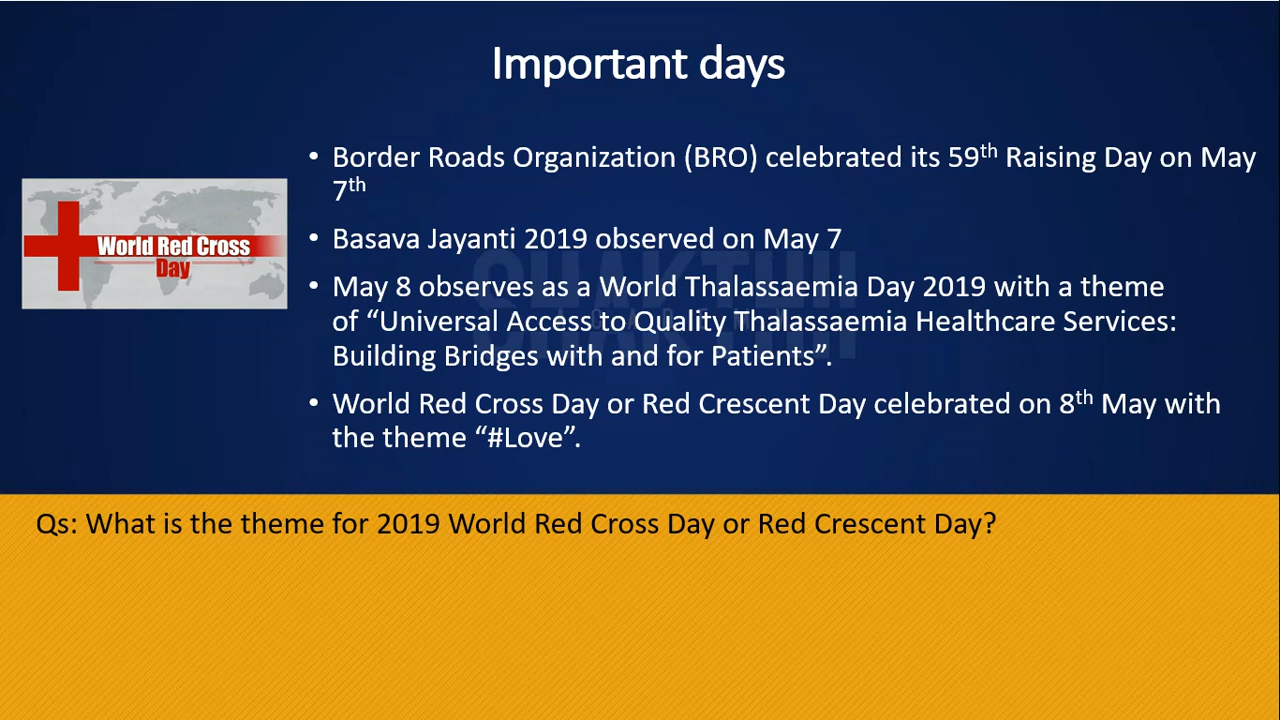 Important days
• Border Roads Organization (BRO) celebrated its 59th Raising Day on May
7th
• Basava Jayanti 2019 observed on May 7
• May 8 observes as a World Thalassaemia Day 2019 with a theme
of “Universal Access to Quality Thalassaemia Healthcare Services:
Building Bridges with and for Patients”.
• World Red Cross Day or Red Crescent Day celebrated on 8th May with
the theme “#Love”.
World Red Cross
Day
Qs: What is the theme for 2019 World Red Cross Day or Red Crescent Day?